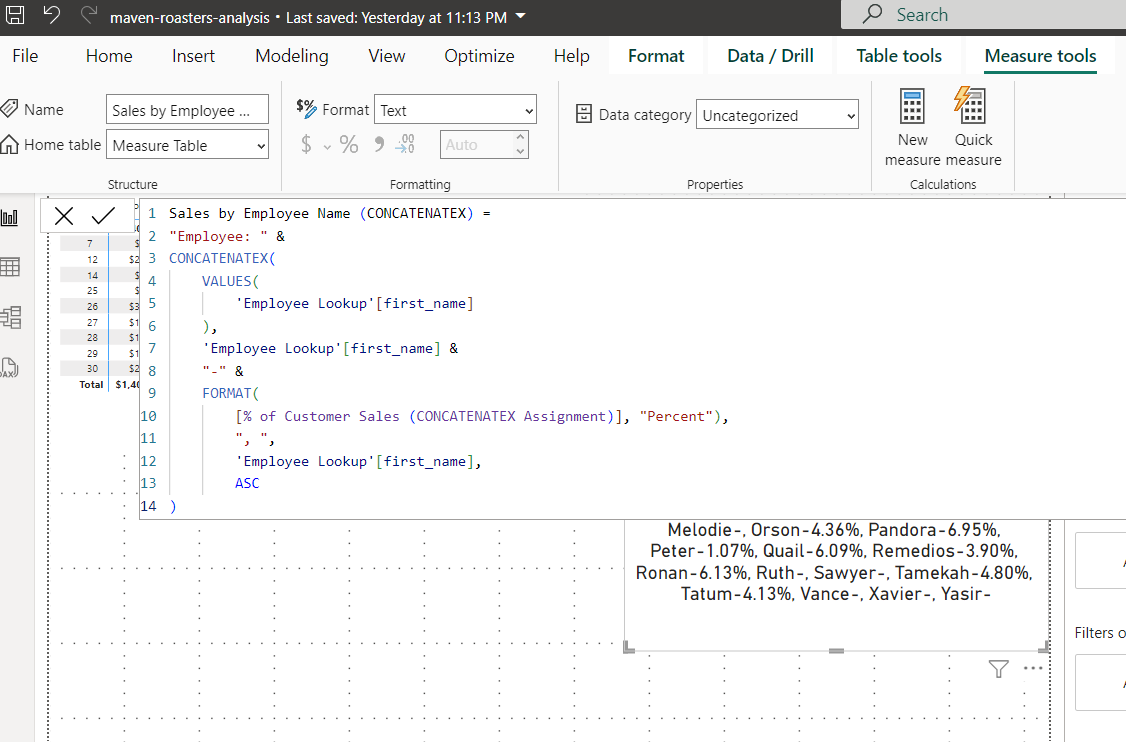 maven-roasters-analysis • Last saved: Yesterday at 11:13 PM
Search
File Home Insert Modeling View Optimize Help Format Data / Drill Table tools Measure tools
Name Sales by Employee ...
Home table Measure Table
Structure
$% Format Text
$ % 9 .00 0 Auto
Formatting
Data category Uncategorized
Properties
New measure
Quick measure
Calculations
1 Sales by Employee Name (CONCATENATEX) =
2 "Employee: " &
3 CONCATENATEX(
4 VALUES(
5 'Employee Lookup'[first_name]
6 ),
7 'Employee Lookup'[first_name] &
8 "-" &
9 FORMAT(
10 [% of Customer Sales (CONCATENATEX Assignment)], "Percent"),
11 ", ",
12 'Employee Lookup'[first_name],
13 ASC
14 )
7 $
12 $2
14 $
25 $
26 $3
27 $1
28 $1
29 $1
30 $2
Total $1,40
DAX
Melodie-, Orson-4.36%, Pandora-6.95%,
Peter-1.07%, Quail-6.09%, Remedios-3.90%,
Ronan-6.13%, Ruth-, Sawyer-, Tamekah-4.80%,
Tatum-4.13%, Vance-, Xavier-, Yasir-
Filters o